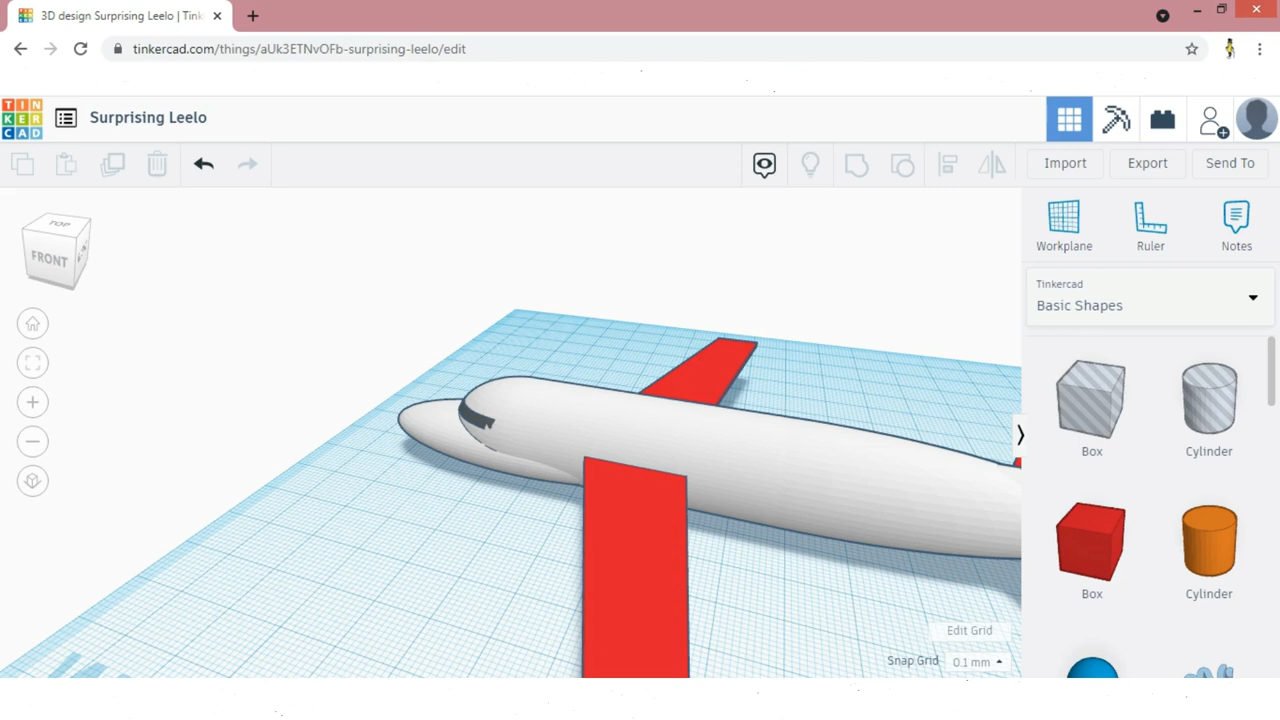 3D design Surprising Leelo | Tink
tinkercad.com/things/aUk3ETNvOFb-surprising-leelo/edit
TIN
KER
CAD
Surprising Leelo
Import
Export
Send To
TOP
FRONT
Workplane
Ruler
Notes
Tinkercad
Basic Shapes
Box
Cylinder
Box
Cylinder
Edit Grid
Snap Grid
0.1 mm